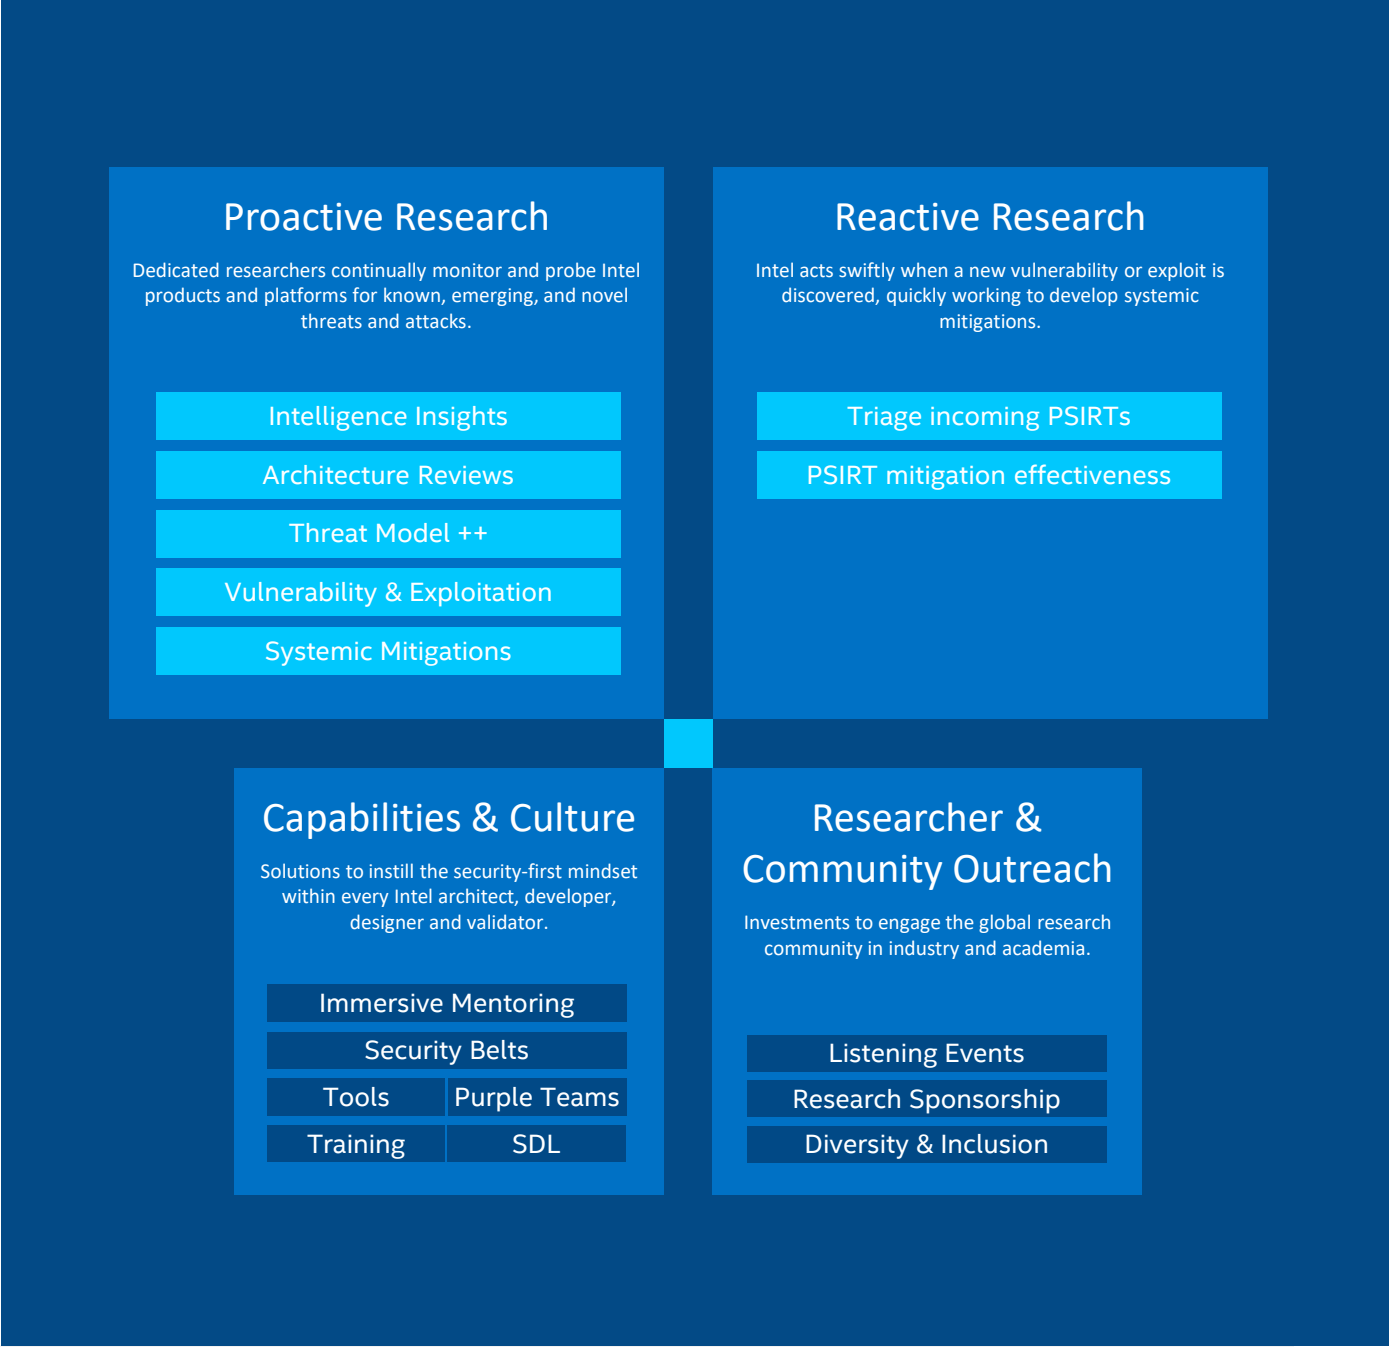 Proactive Research
Dedicated researchers continually monitor and probe Intel
products and platforms for known, emerging, and novel
threats and attacks.
Intelligence Insights
Architecture Reviews
Threat Model ++
Vulnerability & Exploitation
Systemic Mitigations
Reactive Research
Intel acts swiftly when a new vulnerability or exploit is
discovered, quickly working to develop systemic
mitigations.
Triage incoming PSIRTs
PSIRT mitigation effectiveness
Capabilities & Culture
Solutions to instill the security-first mindset
within every Intel architect, developer,
designer and validator.
Immersive Mentoring
Security Belts
Tools
Purple Teams
Training
SDL
Researcher &
Community Outreach
Investments to engage the global research
community in industry and academia.
Listening Events
Research Sponsorship
Diversity & Inclusion